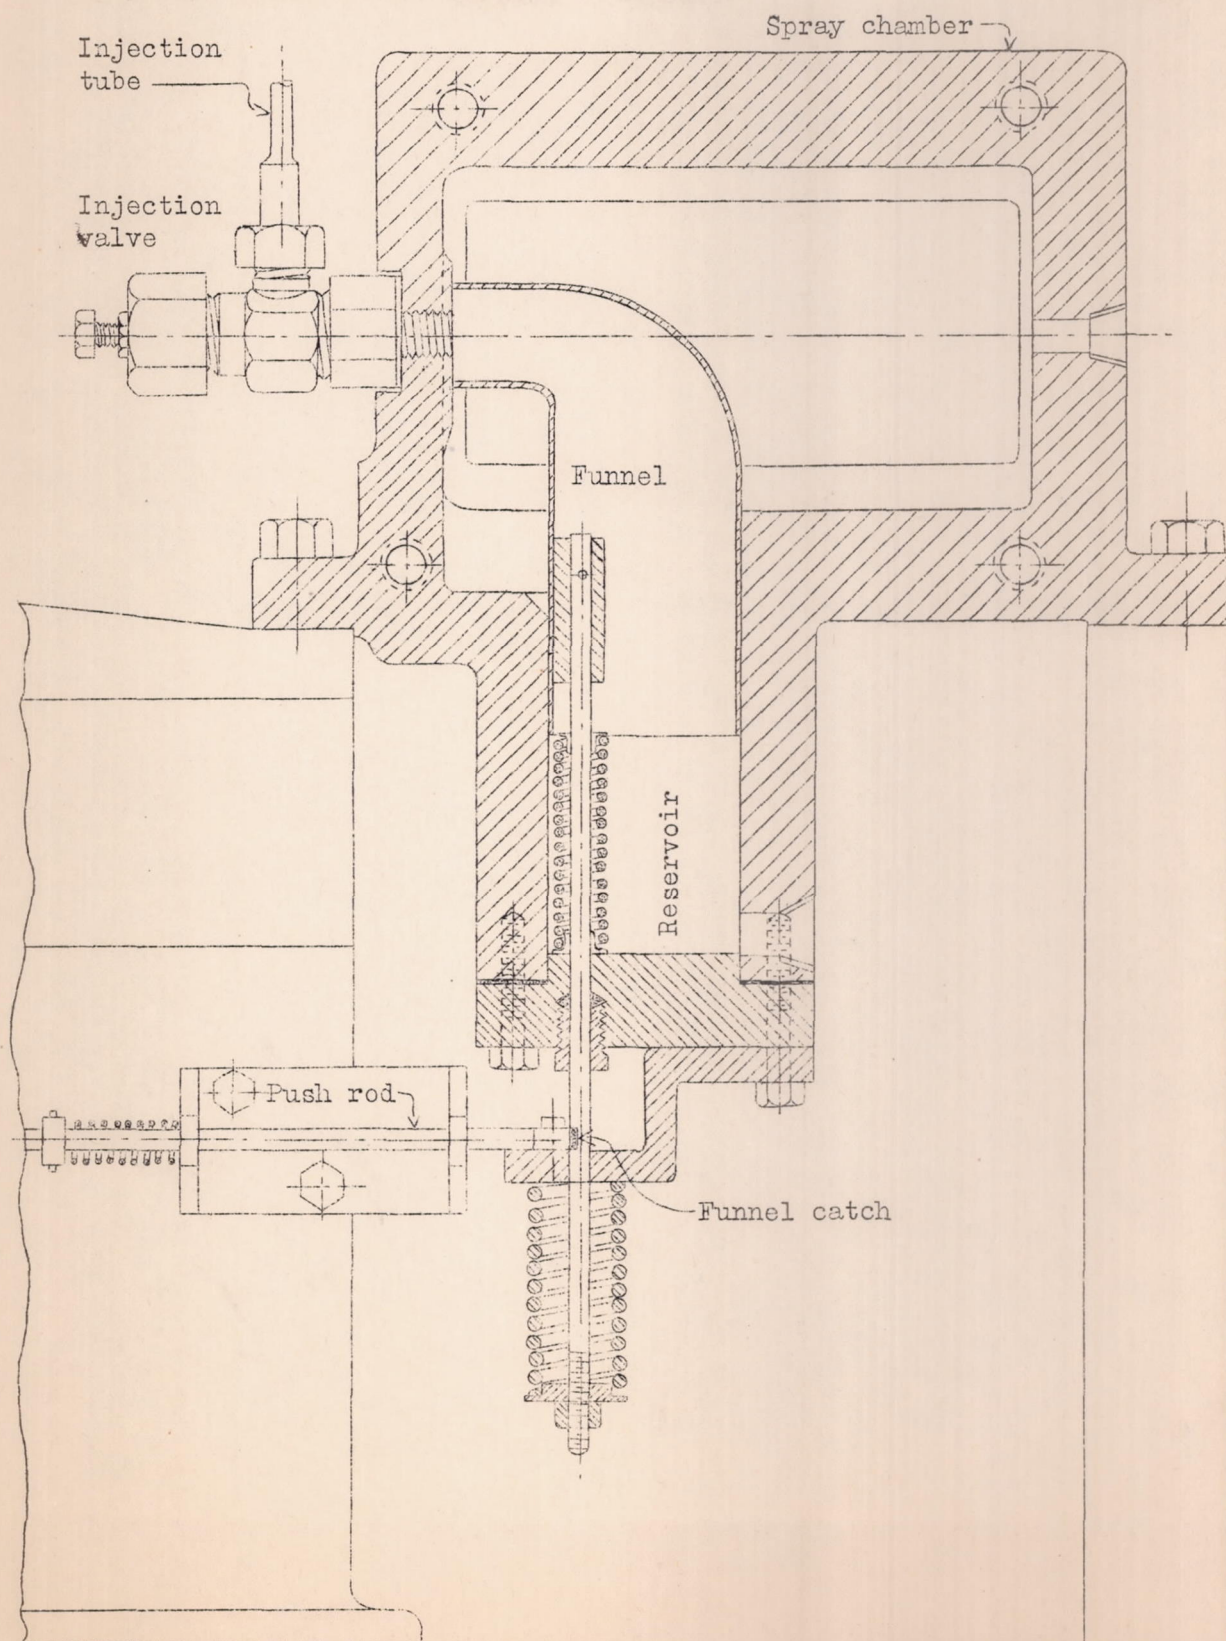 Spray chamber
Injection
tube
Injection
valve
Funnel
Reservoir
Push rod
Funnel catch